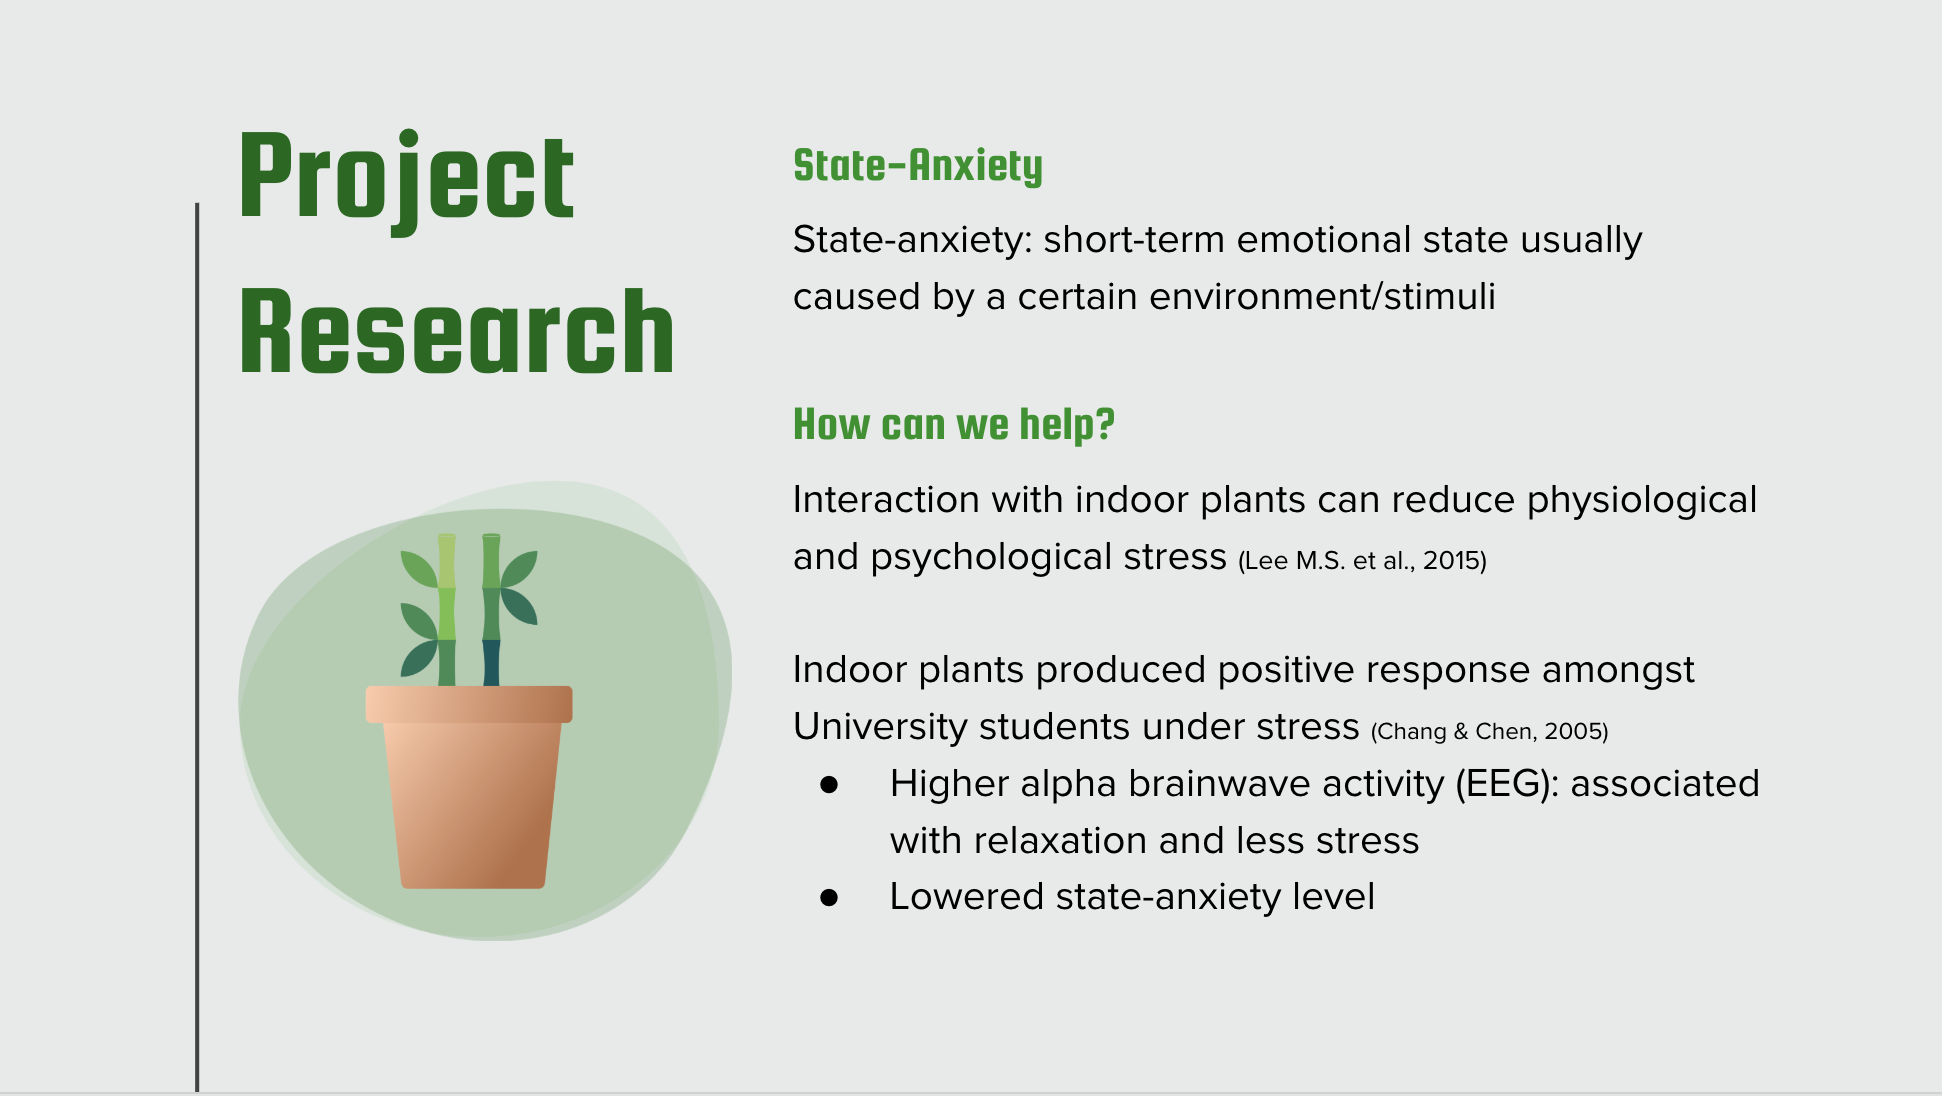 Project
Research
State-Anxiety
State-anxiety: short-term emotional state usually
caused by a certain environment/stimuli
How can we help?
Interaction with indoor plants can reduce physiological
and psychological stress (Lee M.S. et al., 2015)
Indoor plants produced positive response amongst
University students under stress (Chang & Chen, 2005)
● Higher alpha brainwave activity (EEG): associated
with relaxation and less stress
● Lowered state-anxiety level